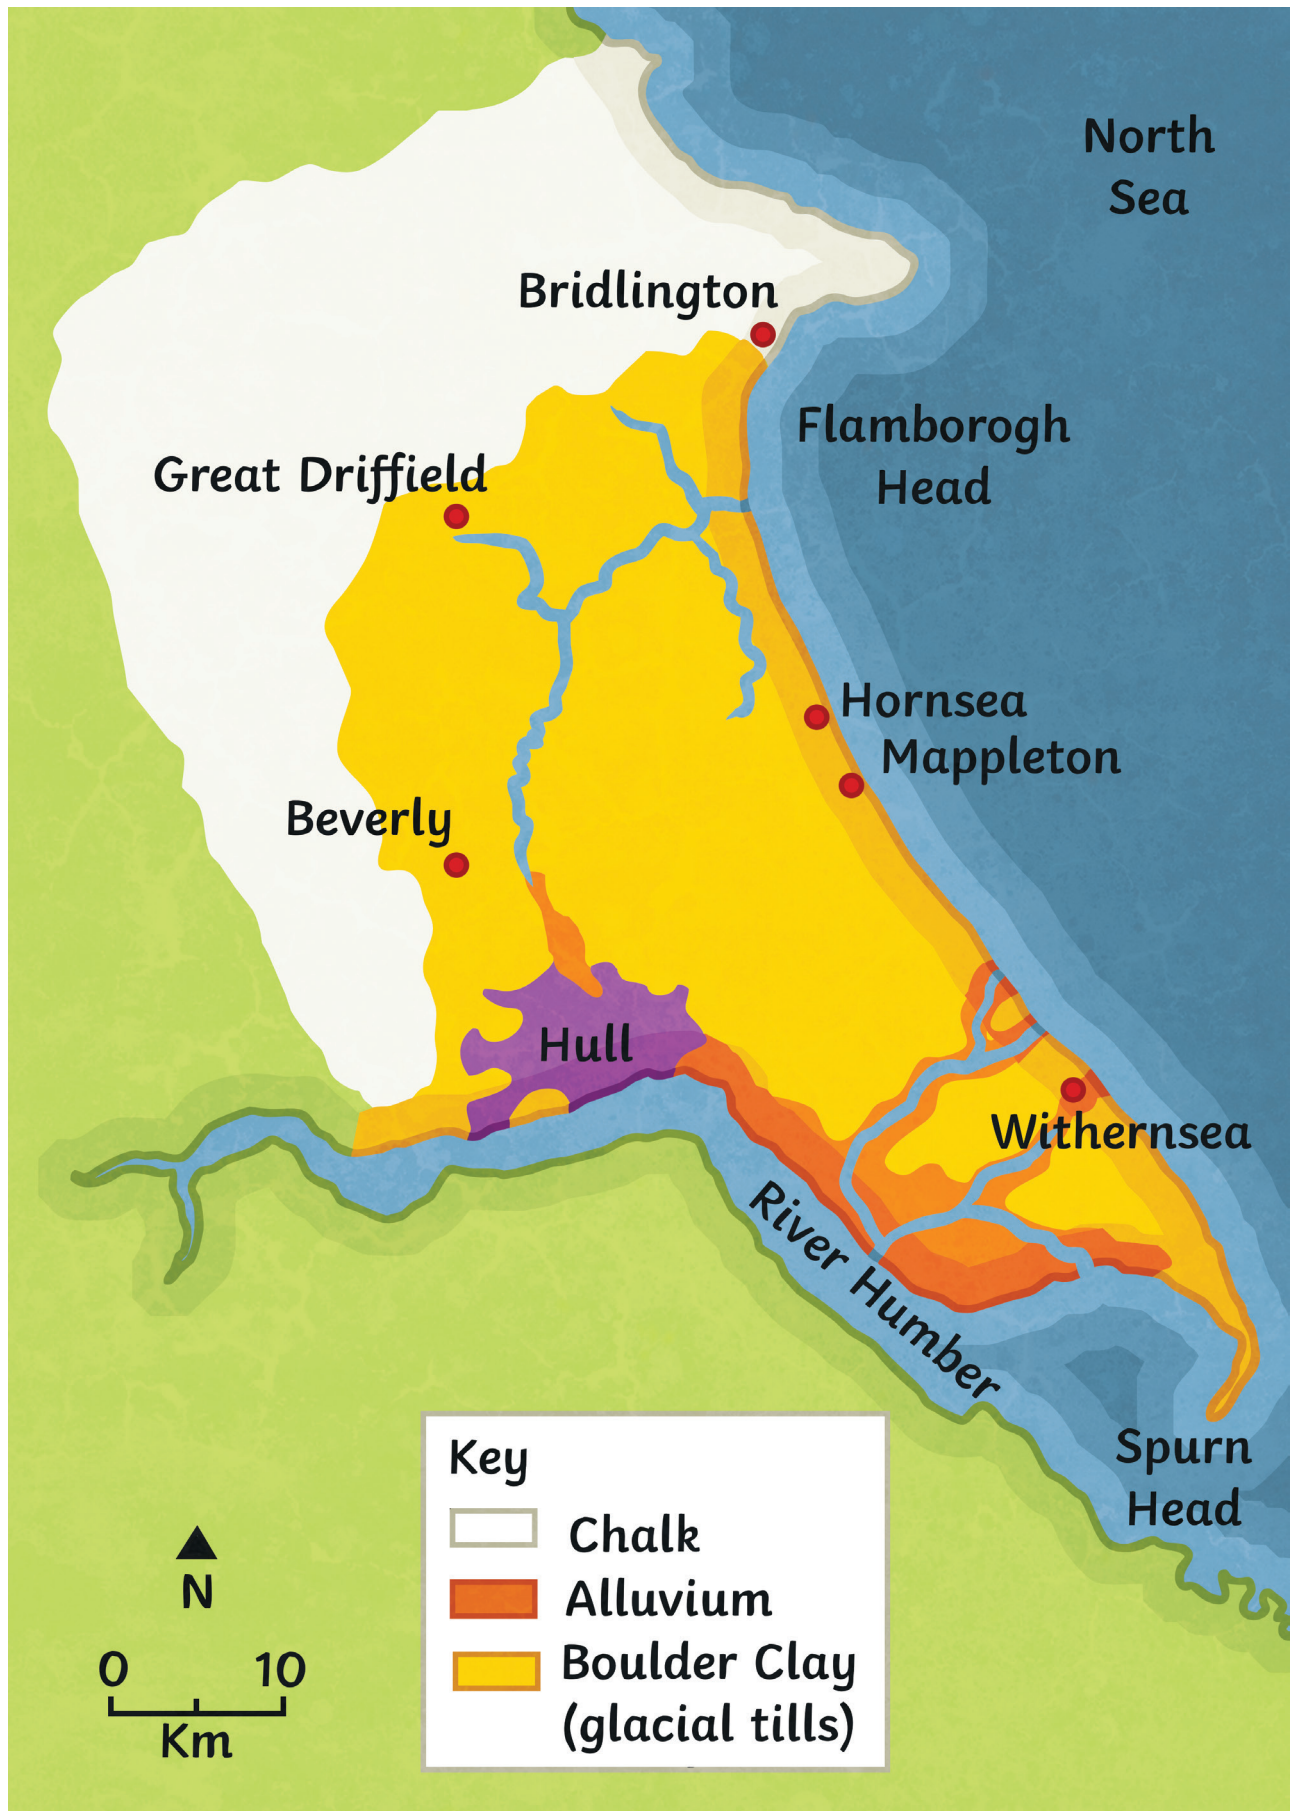 North
Sea
Bridlington
Flamborogh
Head
Great Driffield
Hornsea
Mappleton
Beverly
Hull
Withernsea
River Humber
Spurn
Head
Key
Chalk
Alluvium
Boulder Clay
(glacial tills)
N
0 10
Km